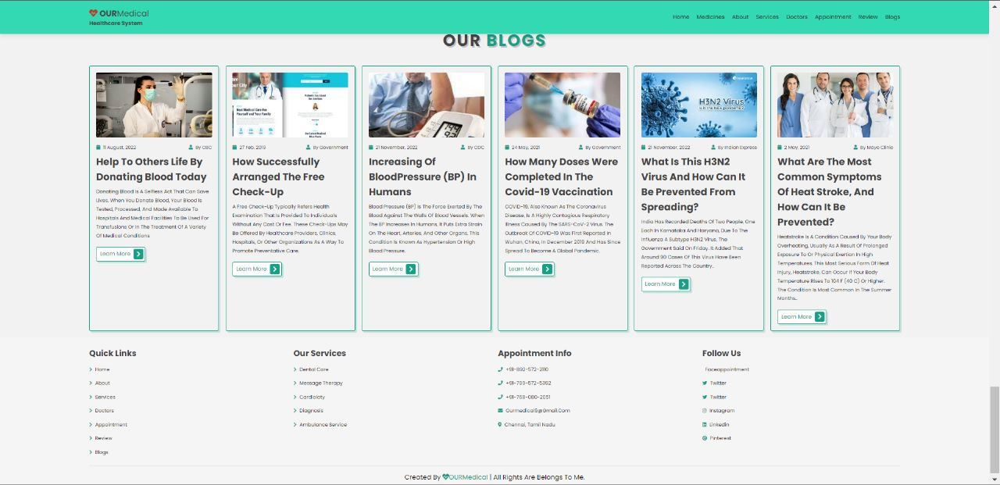 OURMedical
Healthcare System
Home Medicines About Services Doctors Appointment Review Blogs
OUR BLOGS
11 August, 2022 By CBC
Help To Others Life By
Donating Blood Today
Donating Blood Is A Selfless Act That Can Save
Lives. When You Donate Blood, Your Blood Is
Tested, Processed, And Made Available To
Hospitals And Medical Facilities To Be Used For
Transfusions Or In The Treatment Of A Variety
Of Medical Conditions
Learn More
Best Medical Care For
Yourself and Your Family
27 Feb, 2019 By Government
How Successfully
Arranged The Free
Check-Up
A Free Check-Up Typically Refers Health
Examination That Is Provided To Individuals
Without Any Cost Or Fee. These Check-Ups May
Be Offered By Healthcare Providers, Clinics,
Hospitals, Or Other Organizations As A Way To
Promote Preventative Care.
Learn More
21 November, 2022 By CDC
Increasing Of
BloodPressure (BP) In
Humans
Blood Pressure (BP) Is The Force Exerted By The
Blood Against The Walls Of Blood Vessels. When
The BP Increases In Humans, It Puts Extra Strain
On The Heart, Arteries, And Other Organs. This
Condition Is Known As Hypertension Or High
Blood Pressure.
Learn More
24 May, 2021 By Government
How Many Doses Were
Completed In The
Covid-19 Vaccination
COVID-19, Also Known As The Coronavirus
Disease, Is A Highly Contagious Respiratory
Illness Caused By The SARS-CoV-2 Virus. The
Outbreak Of COVID-19 Was First Reported In
Wuhan, China, In December 2019 And Has Since
Spread To Become A Global Pandemic.
Learn More
H3N2 Virus
Is It the New pandemic?
21 November, 2022 By Indian Express
What Is This H3N2
Virus And How Can It
Be Prevented From
Spreading?
India Has Recorded Deaths Of Two People, One
Each In Karnataka And Haryana, Due To The
Influenza A Subtype H3N2 Virus, The
Government Said On Friday. It Added That
Around 90 Cases Of This Virus Have Been
Reported Across The Country..
Learn More
2 May, 2021 By Mayo Clinic
What Are The Most
Common Symptoms
Of Heat Stroke, And
How Can It Be
Prevented?
Heatstroke Is A Condition Caused By Your Body
Overheating, Usually As A Result Of Prolonged
Exposure To Or Physical Exertion In High
Temperatures. This Most Serious Form Of Heat
Injury, Heatstroke, Can Occur If Your Body
Temperature Rises To 104 F (40 C) Or Higher.
The Condition Is Most Common In The Summer
Months..
Learn More
Quick Links
Home
About
Services
Doctors
Appointment
Review
Blogs
Our Services
Dental Care
Message Therapy
Cardioloty
Diagnosis
Ambulance Service
Appointment Info
+91-892-572-2110
+91-799-572-5392
+91-768-080-2051
Ourmedical9@Gmail.Com
Chennai, Tamil Nadu
Follow Us
Faceappointment
Twitter
Twitter
Instagram
Linkedin
Pinterest
Created By OURMedical | All Rights Are Belongs To Me.